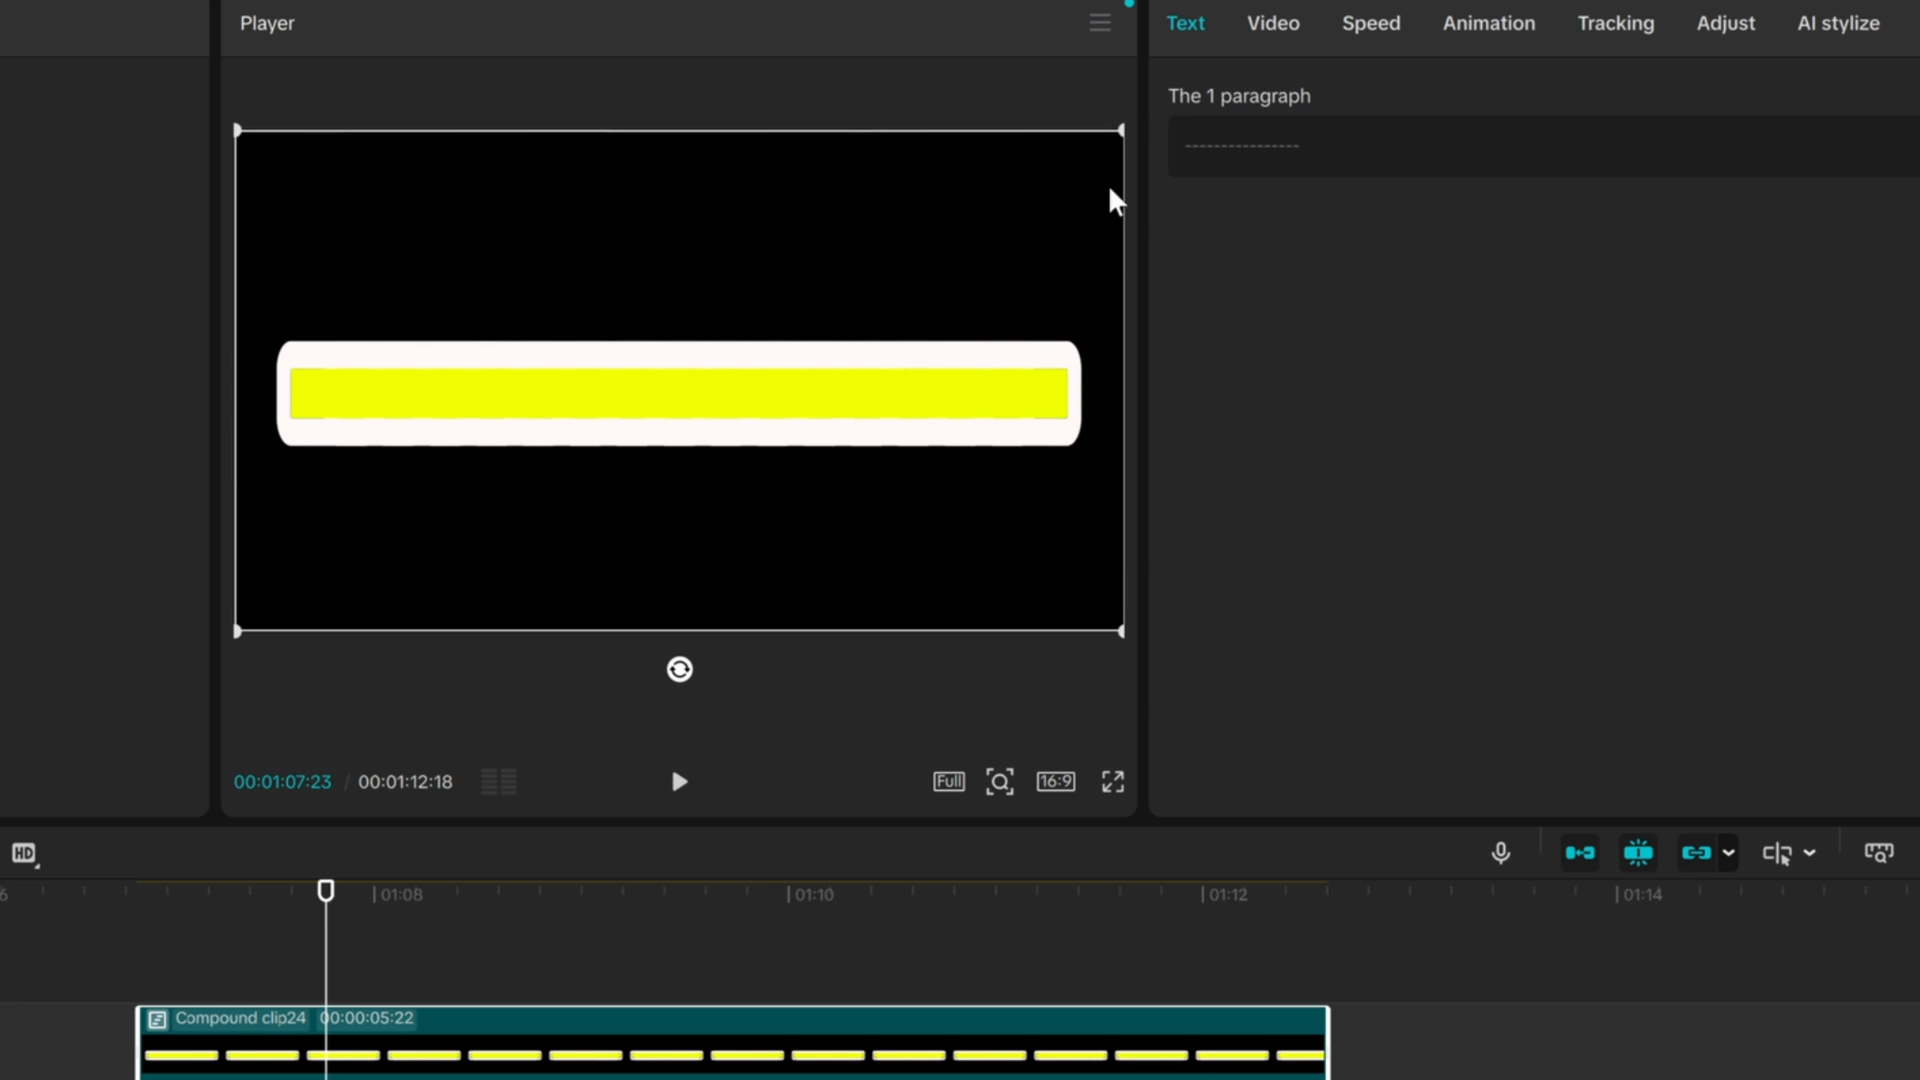 Player
Text Video Speed Animation Tracking Adjust AI stylize
The 1 paragraph
----------------
00:01:07:23 / 00:01:12:18
Full
16:9
HD
6 01:08 01:10 01:12 01:14
Compound clip24 00:00:05:22